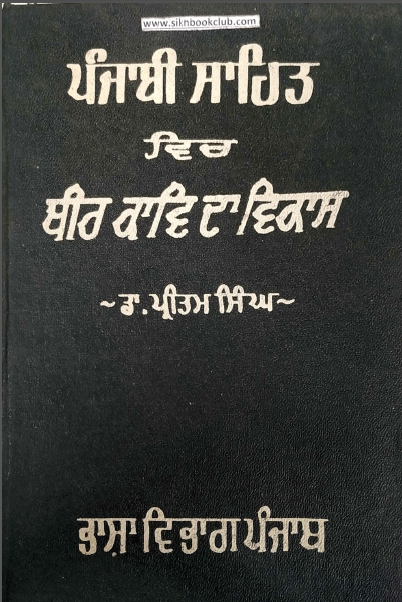 www.sikhbookclub.com
ਪੰਜਾਬੀ ਸਾਹਿਤ
ਵਿਚ
ਬੀਰ ਕਾਵਿ ਦਾ ਵਿਕਾਸ
~ਡਾ. ਪ੍ਰੀਤਮ ਸਿੰਘ~
ਭਾਸ਼ਾ ਵਿਭਾਗ ਪੰਜਾਬ